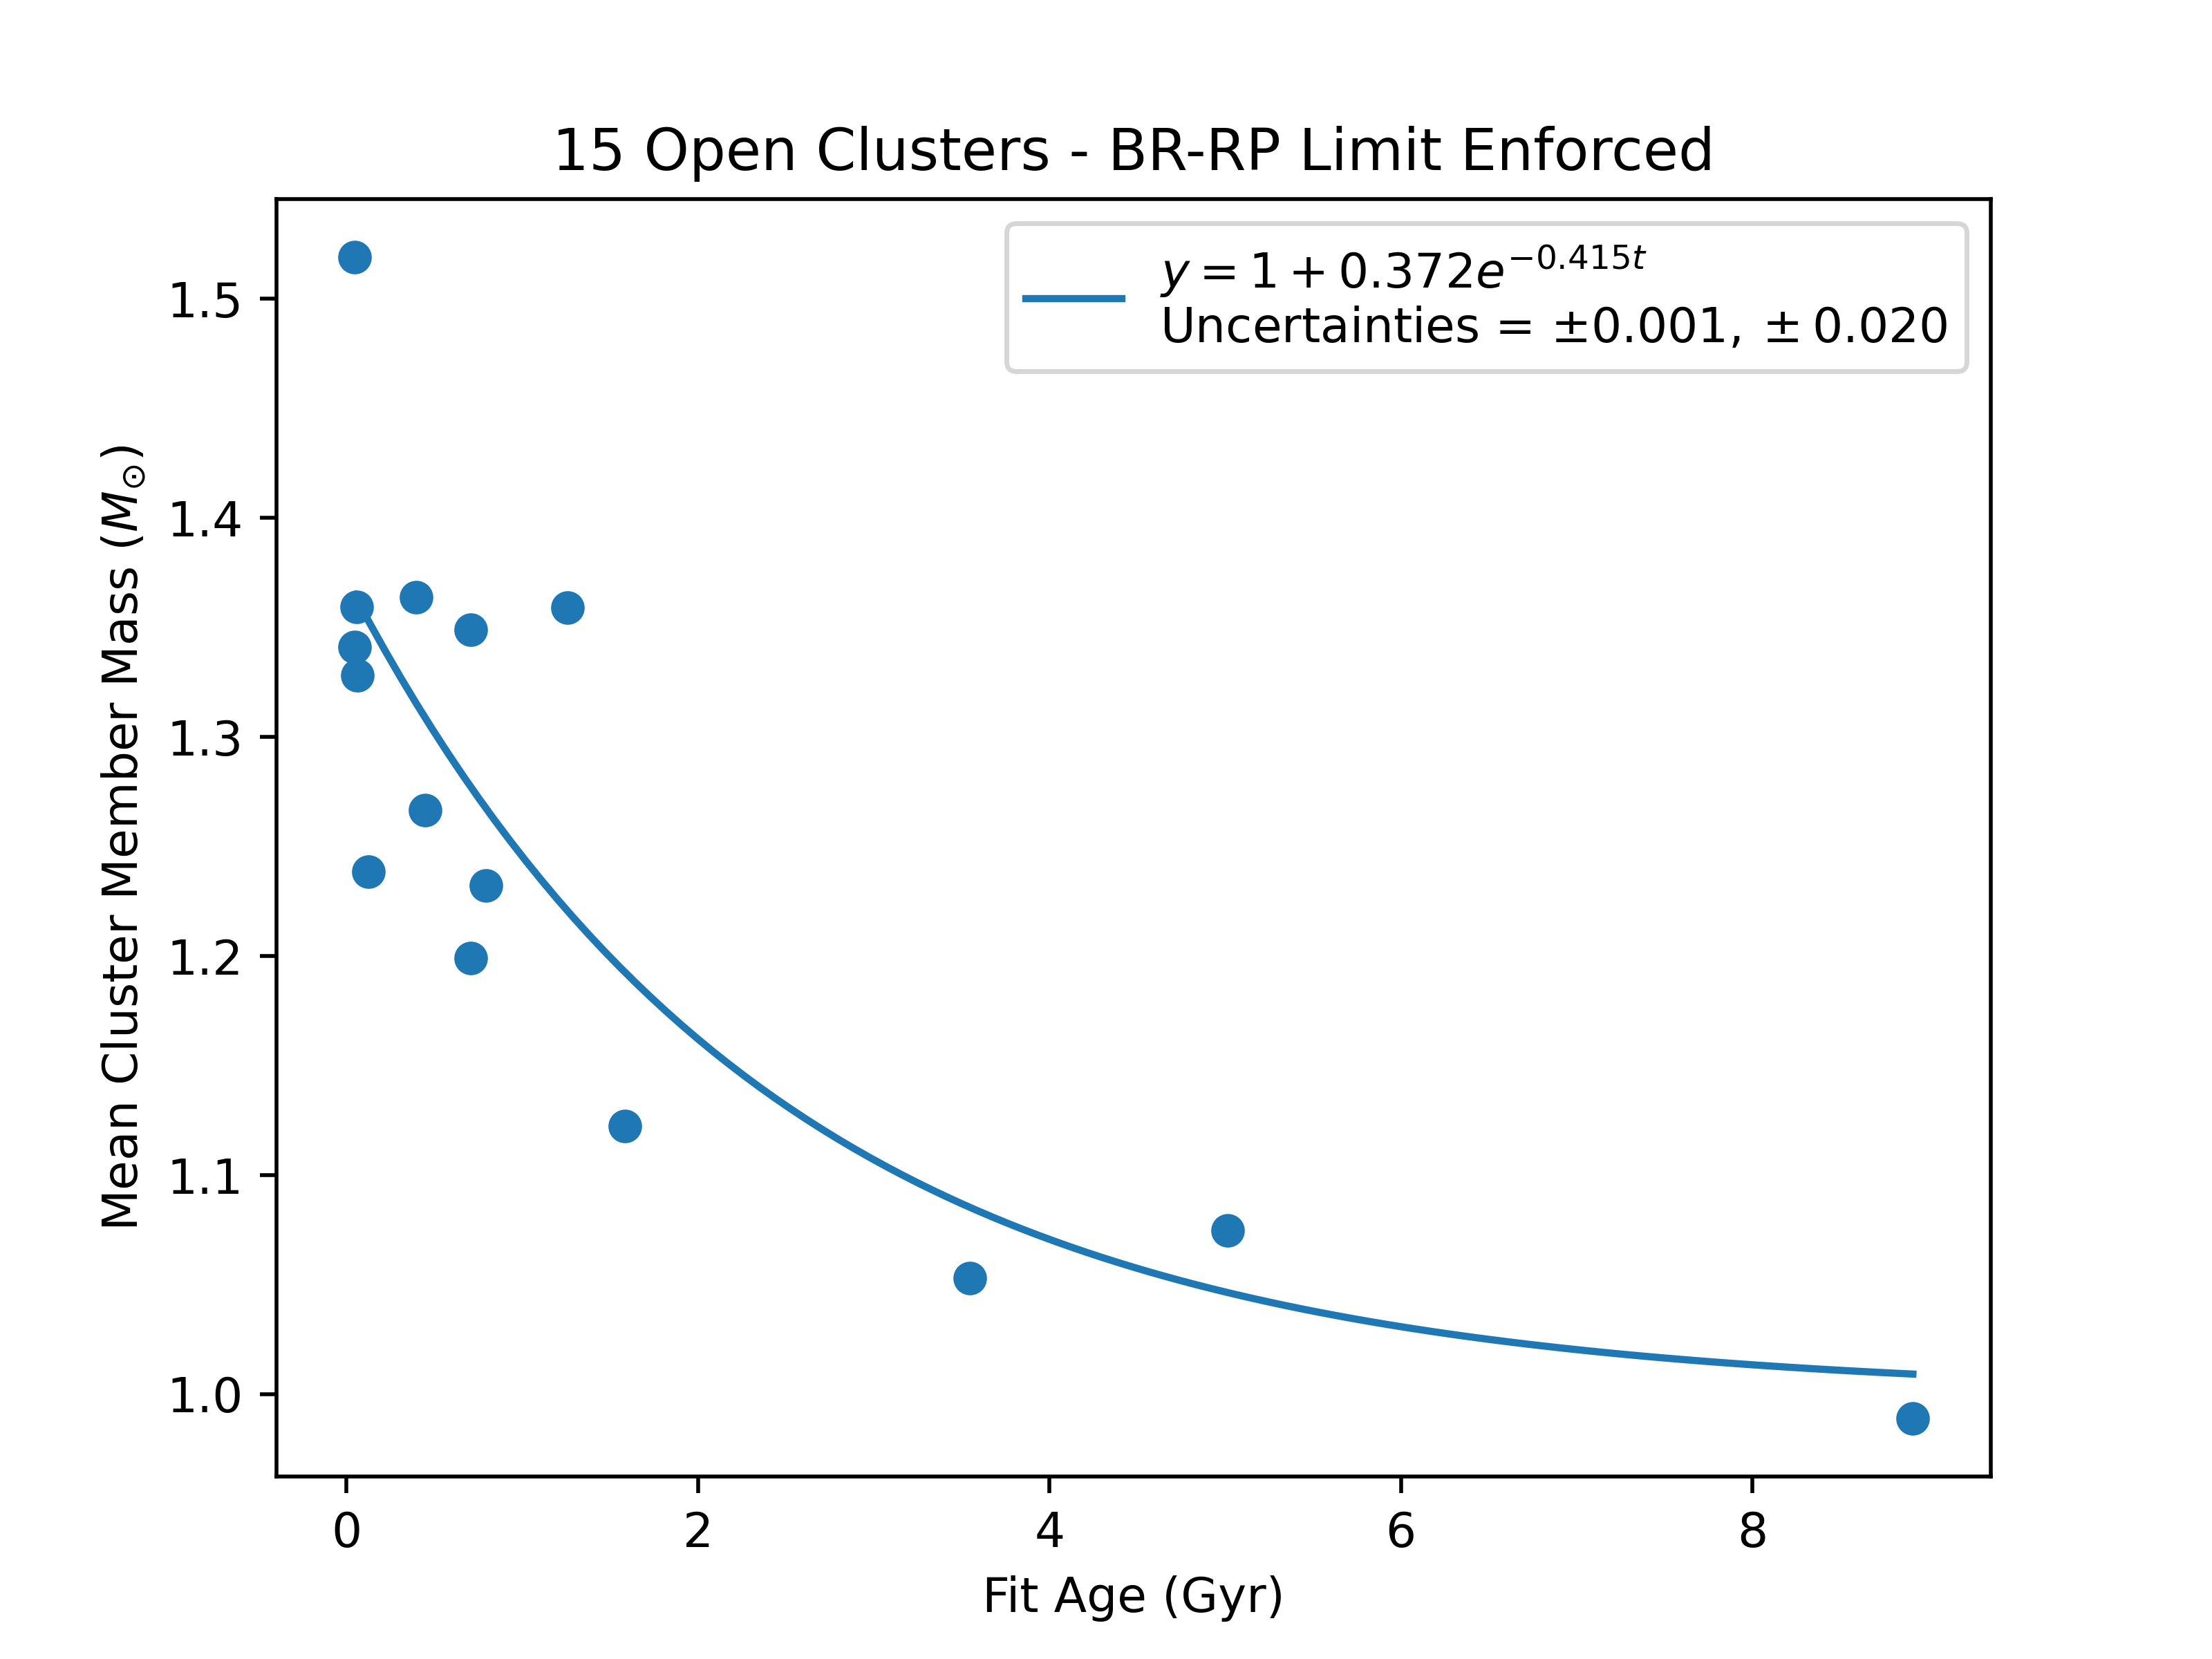 15 Open Clusters - BR-RP Limit Enforced
y = 1 + 0.372e^{−0.415t}
Uncertainties = ±0.001, ± 0.020
1.5
1.4
1.3
1.2
1.1
1.0
Mean Cluster Member Mass (M_⊙)
0 2 4 6 8
Fit Age (Gyr)